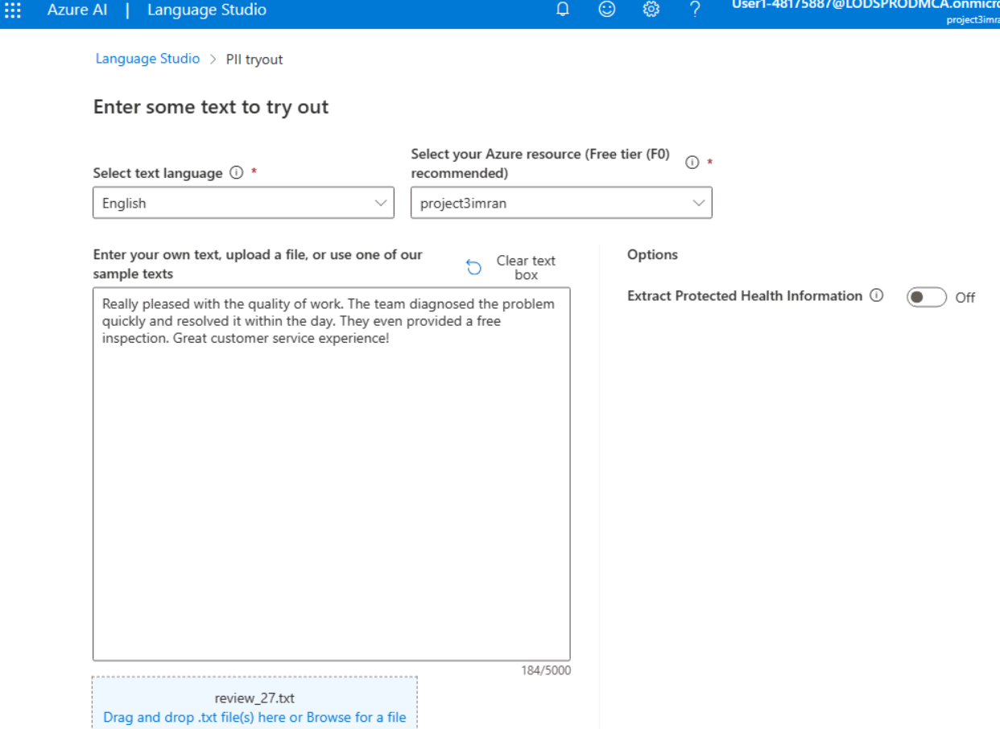 Azure AI | Language Studio
User1-48175887@LODSPRODMCA.onmicro
project3imra
Language Studio > PII tryout
Enter some text to try out
Select text language *
Select your Azure resource (Free tier (F0)
recommended) *
English
project3imran
Enter your own text, upload a file, or use one of our
sample texts
Clear text
box
Options
Extract Protected Health Information
Off
Really pleased with the quality of work. The team diagnosed the problem
quickly and resolved it within the day. They even provided a free
inspection. Great customer service experience!
184/5000
review_27.txt
Drag and drop .txt file(s) here or Browse for a file